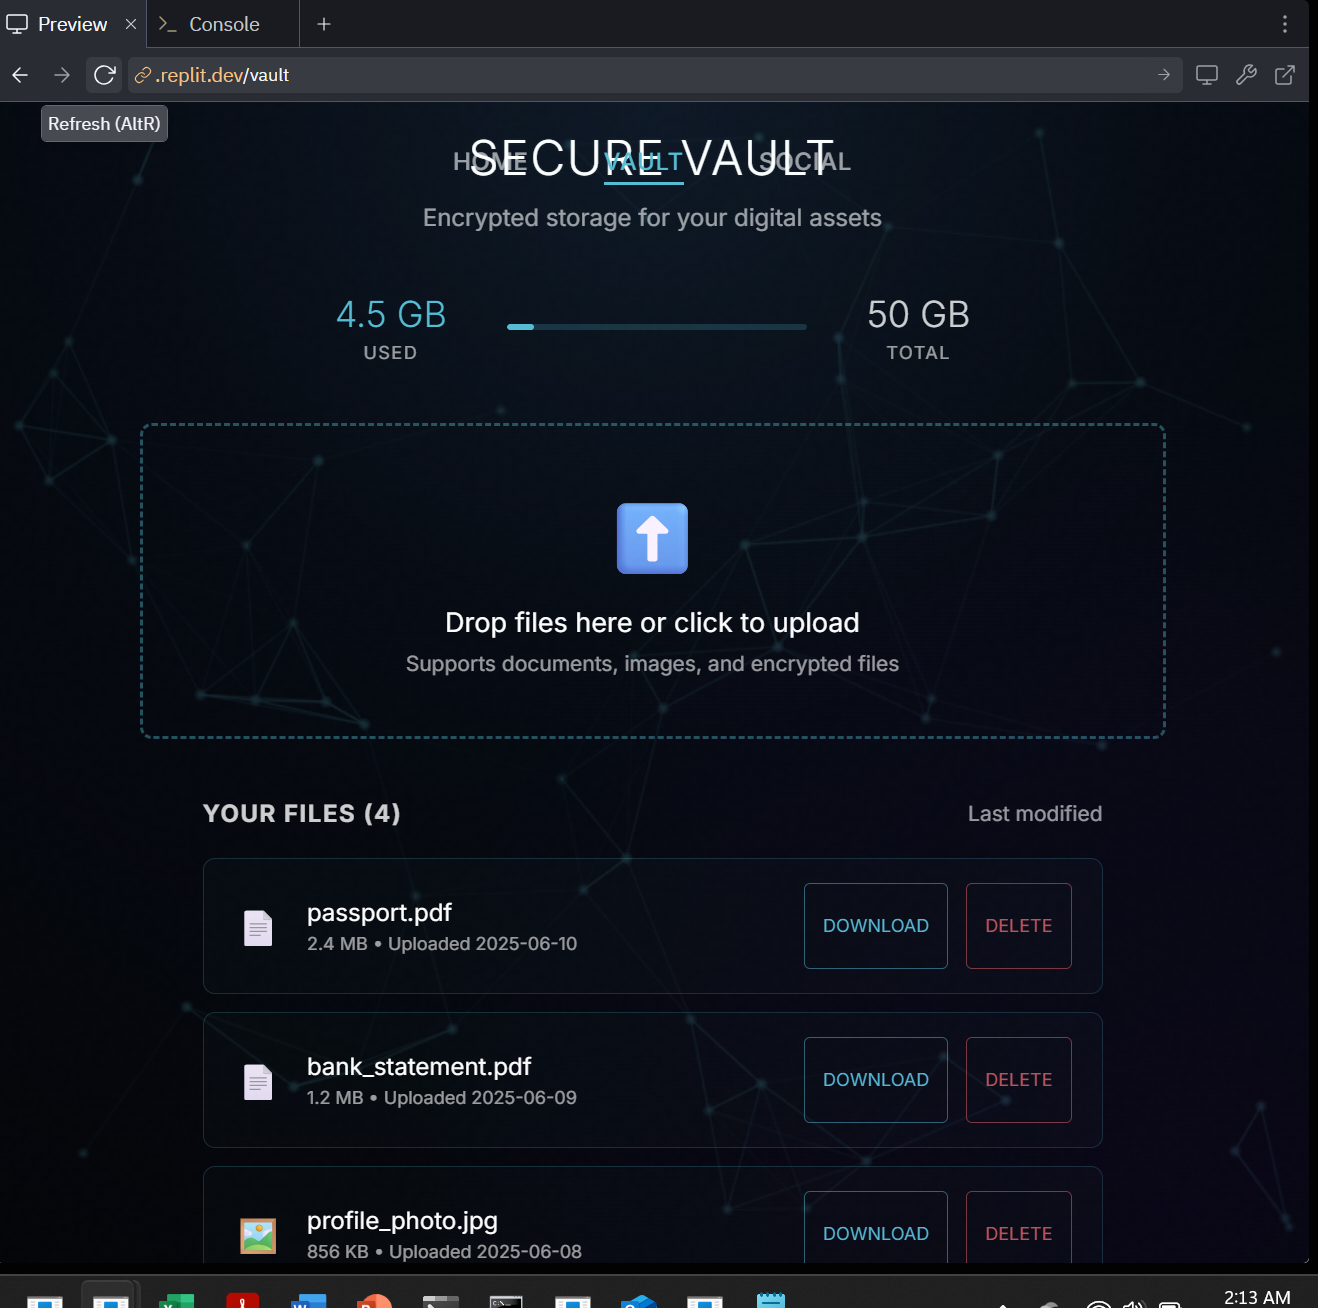 Preview
Console
.replit.dev/vault
Refresh (AltR)
HOME VAULT SOCIAL
SECURE VAULT
Encrypted storage for your digital assets
4.5 GB
USED
50 GB
TOTAL
Drop files here or click to upload
Supports documents, images, and encrypted files
YOUR FILES (4)
Last modified
passport.pdf
2.4 MB • Uploaded 2025-06-10
DOWNLOAD
DELETE
bank_statement.pdf
1.2 MB • Uploaded 2025-06-09
DOWNLOAD
DELETE
profile_photo.jpg
856 KB • Uploaded 2025-06-08
DOWNLOAD
DELETE
2:13 AM